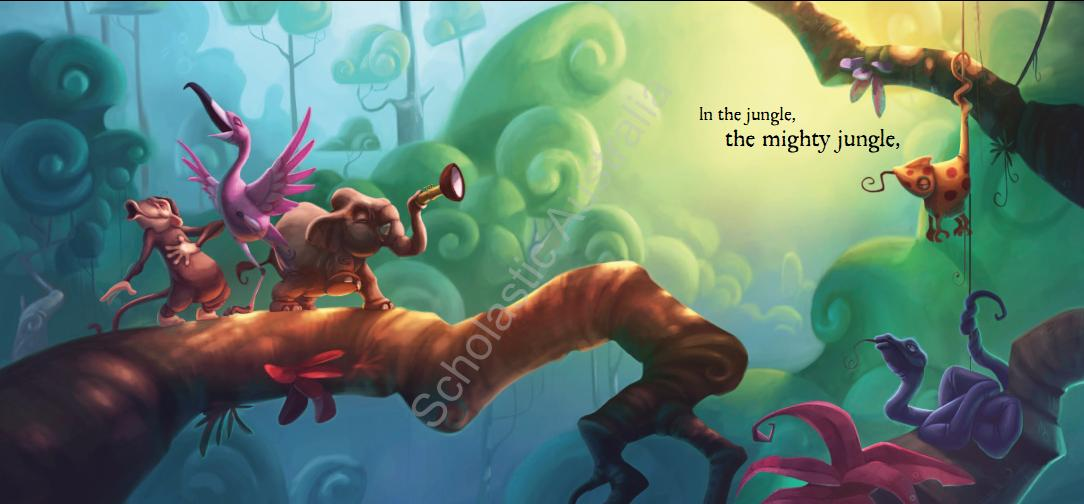 In the jungle,
the mighty jungle,
Scholastic Australia